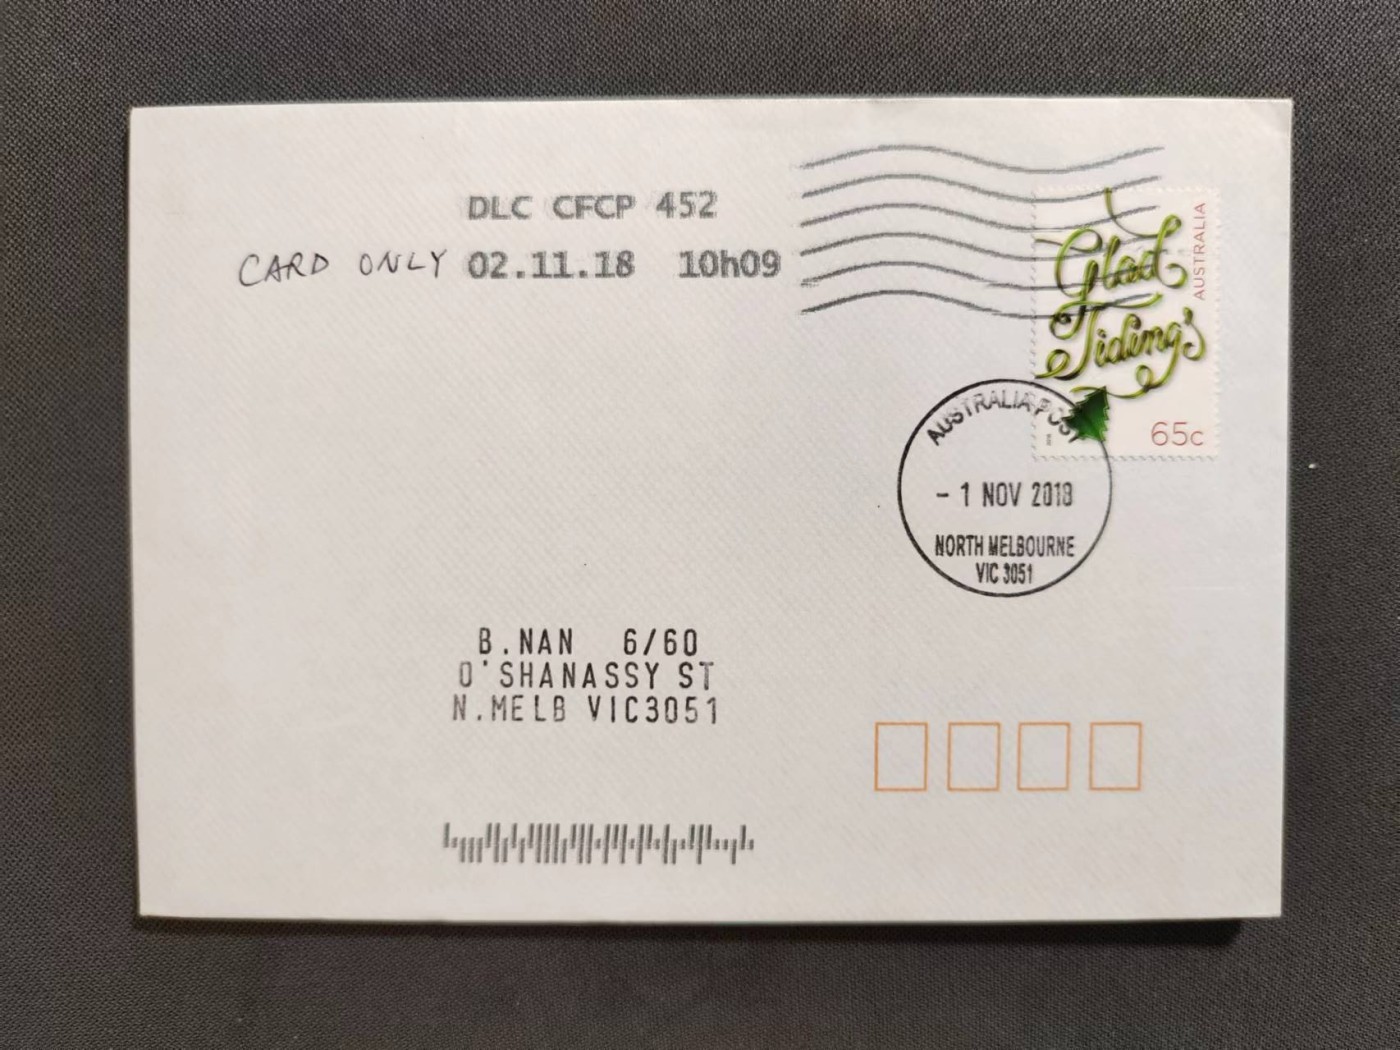 DLC CFCP 452
CARD ONLY 02.11.18 10h09
Glad
Tidings
AUSTRALIA
65c
AUSTRALIA POST
- 1 NOV 2018
NORTH MELBOURNE
VIC 3051
B.NAN 6/60
O'SHANASSY ST
N.MELB VIC3051